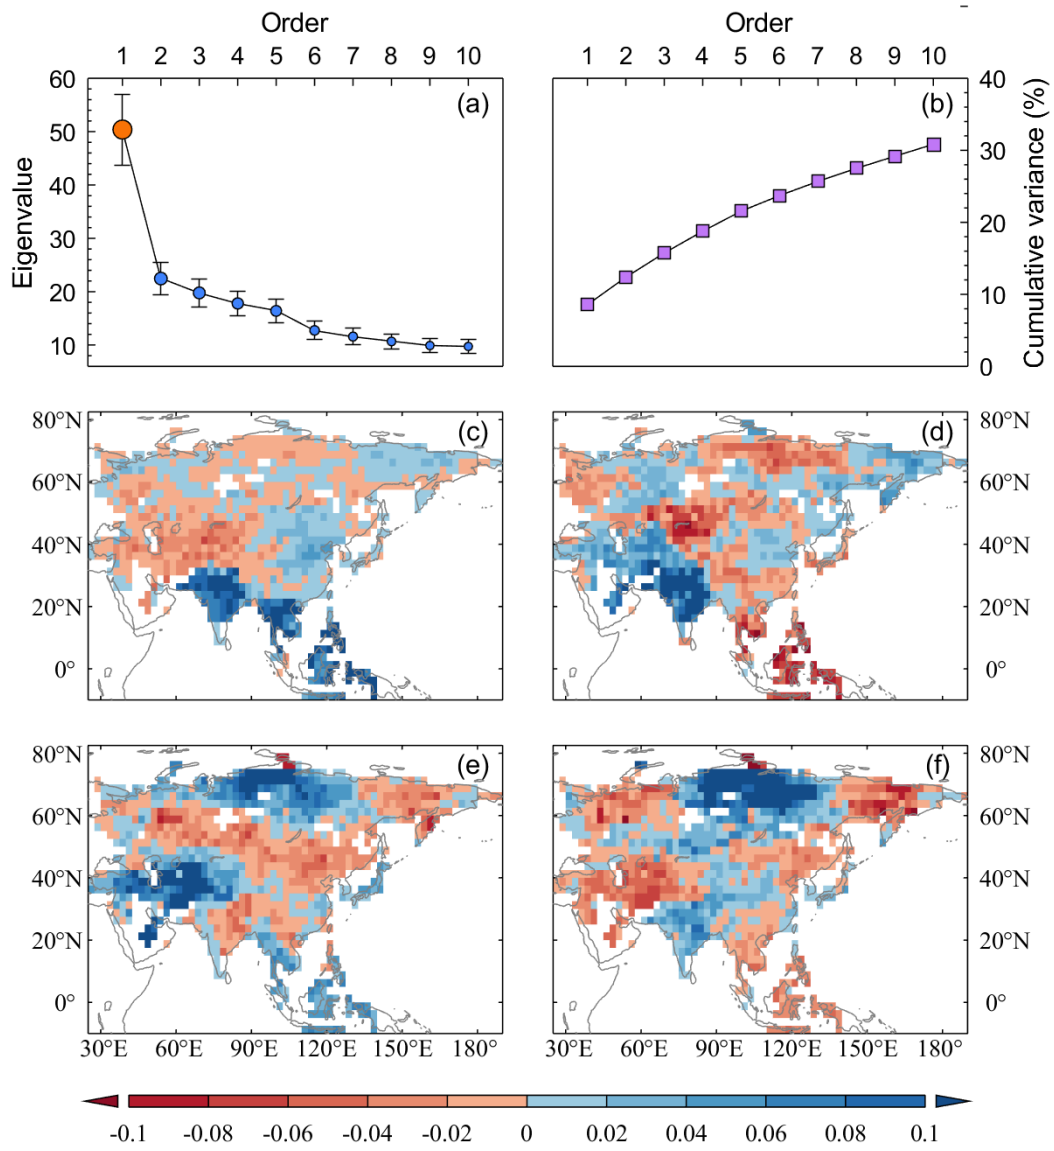 Order Order
1 2 3 4 5 6 7 8 9 10 1 2 3 4 5 6 7 8 9 10
60 (a) (b) 40
50
40 30
30 20
20 10
10 0
Eigenvalue
Cumulative variance (%)
80°N (c) (d) 80°N
60°N 60°N
40°N 40°N
20°N 20°N
0° 0°
80°N (e) (f) 80°N
60°N 60°N
40°N 40°N
20°N 20°N
0° 0°
30°E 60°E 90°E 120°E 150°E 180° 30°E 60°E 90°E 120°E 150°E 180°
-0.1 -0.08 -0.06 -0.04 -0.02 0 0.02 0.04 0.06 0.08 0.1